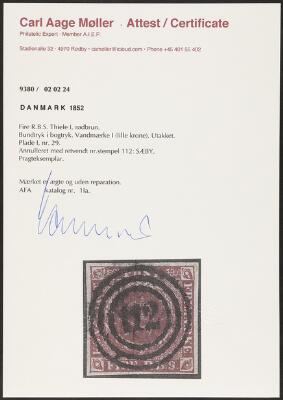 Carl Aage Møller - Attest / Certificate
Philatelic Expert · Member A.I.E.P.
9380 / 02 02 24
DANMARK 1852
Fire R.B.S. Thiele I, rødbrun.
Bundtryk i bogtryk. Vandmærke I (lille krone). Utakket.
Plade I, nr. 29.
Annulleret med retvendt nr.stempel 112: SÆBY.
Pragteksemplar.
Mærket er ægte og uden reparation.
AFA katalog nr. 1Ia.
112